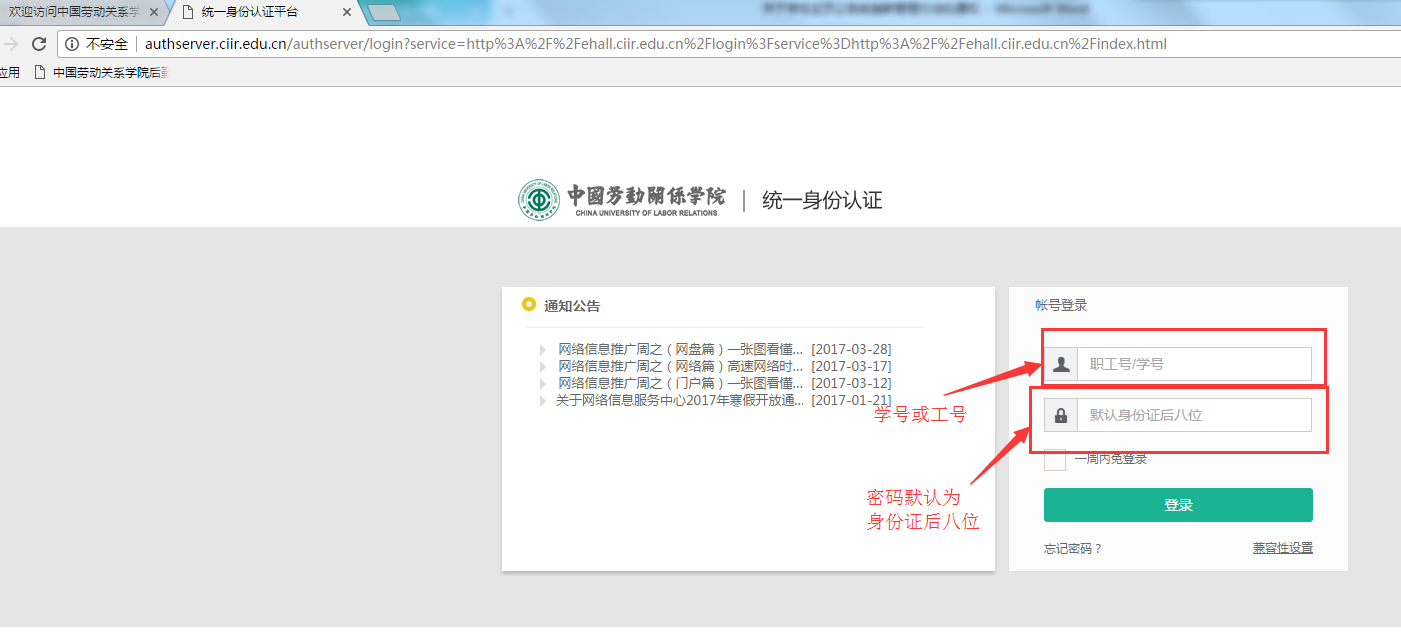 欢迎访问中国劳动关系学
统一身份认证平台
Microsoft Word
不安全
authserver.ciir.edu.cn/authserver/login?service=http%3A%2F%2Fehall.ciir.edu.cn%2Flogin%3Fservice%3Dhttp%3A%2F%2Fehall.ciir.edu.cn%2Findex.html
应用
中国劳动关系学院后勤
中國劳動關係学院
CHINA UNIVERSITY OF LABOR RELATIONS
统一身份认证
通知公告
网络信息推广周之（网盘篇）一张图看懂... [2017-03-28]
网络信息推广周之（网络篇）高速网络时... [2017-03-17]
网络信息推广周之（门户篇）一张图看懂... [2017-03-12]
关于网络信息服务中心2017年寒假开放通... [2017-01-21]
帐号登录
职工号/学号
学号或工号
默认身份证后八位
密码默认为
身份证后八位
一周内免登录
登录
忘记密码？
兼容性设置